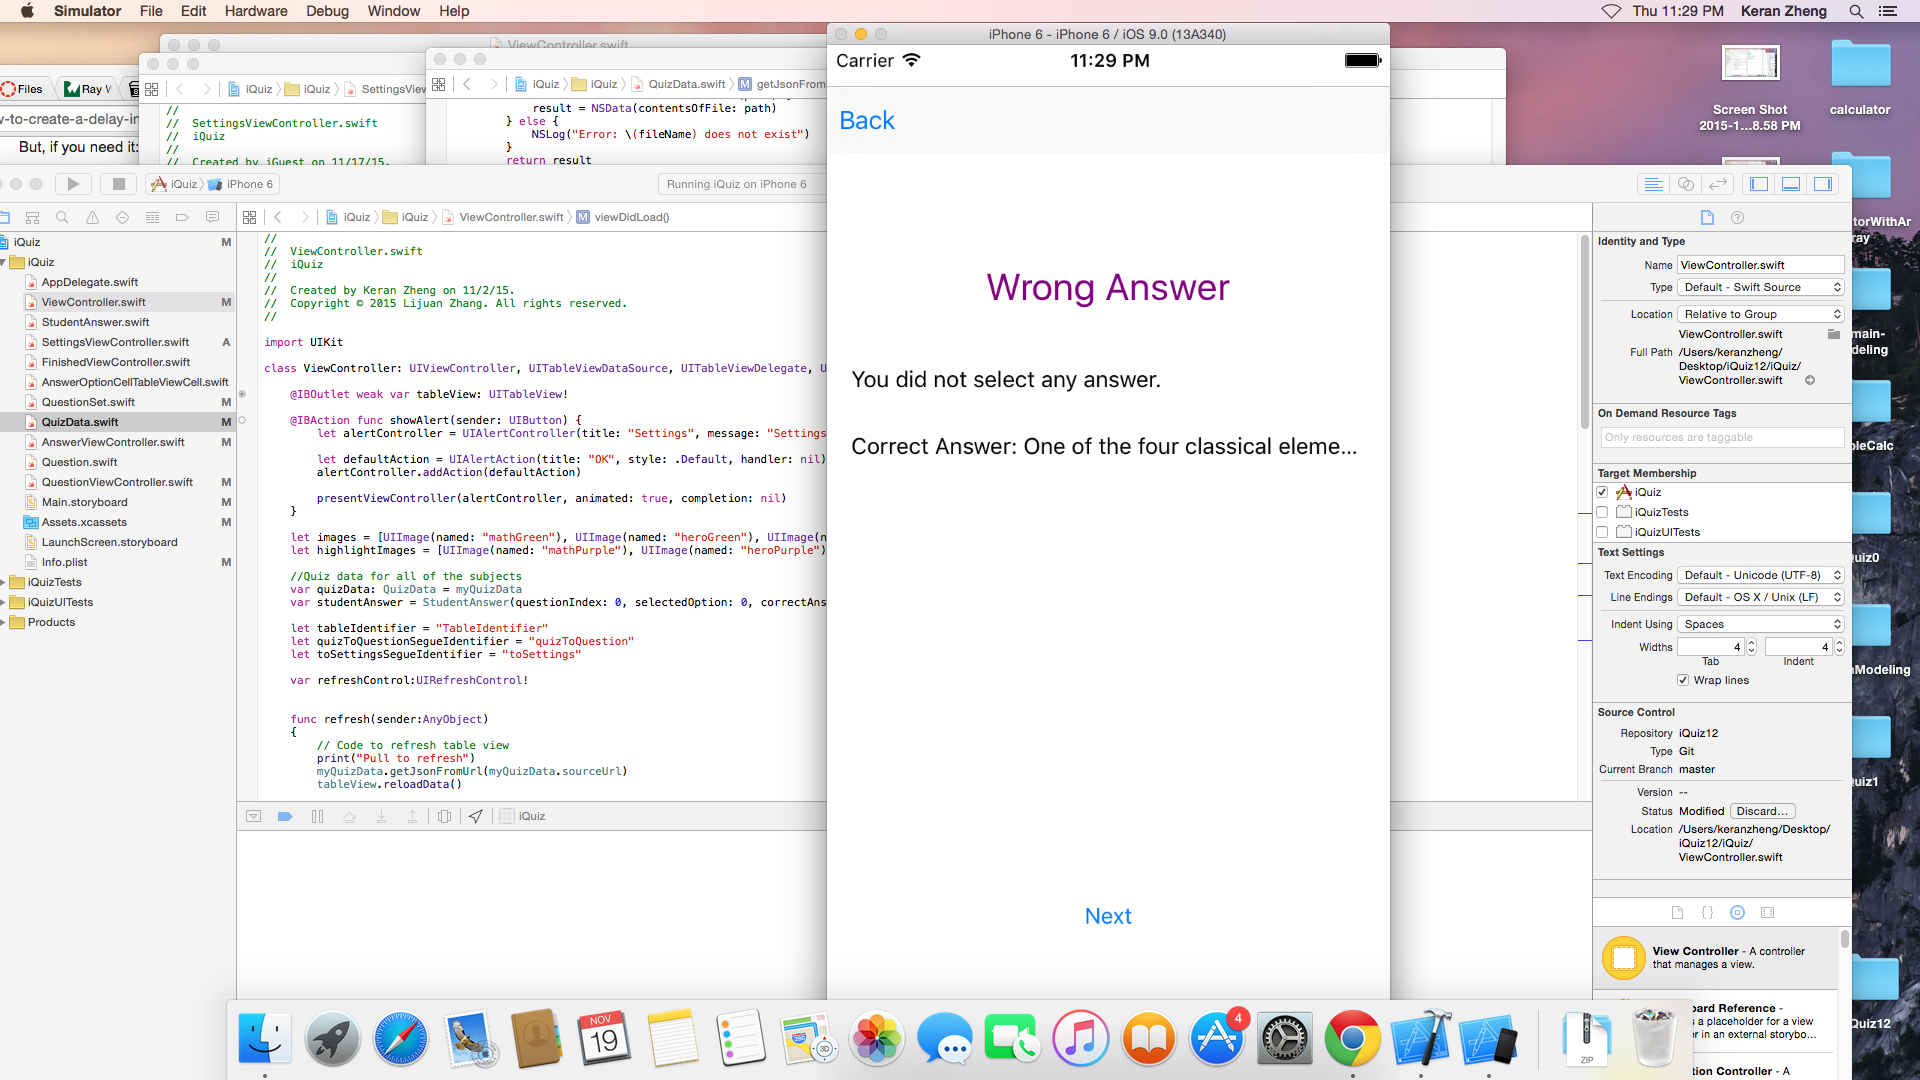 Simulator File Edit Hardware Debug Window Help
Thu 11:29 PM Keran Zheng
ViewController.swift
Files
Ray W
w-to-create-a-delay-in
But, if you need it:
iQuiz iQuiz SettingsView
//
// SettingsViewController.swift
// iQuiz
//
// Created by iGuest on 11/17/15.
iQuiz iQuiz QuizData.swift M getJsonFrom
result = NSData(contentsOfFile: path)
} else {
NSLog("Error: \(fileName) does not exist")
}
return result
iPhone 6 - iPhone 6 / iOS 9.0 (13A340)
Carrier 11:29 PM
Back
Wrong Answer
You did not select any answer.
Correct Answer: One of the four classical eleme...
Next
iQuiz iPhone 6
Running iQuiz on iPhone 6
iQuiz iQuiz ViewController.swift M viewDidLoad()
iQuiz M
iQuiz
AppDelegate.swift
ViewController.swift M
StudentAnswer.swift
SettingsViewController.swift A
FinishedViewController.swift
AnswerOptionCellTableViewCell.swift
QuestionSet.swift M
QuizData.swift M
AnswerViewController.swift M
Question.swift M
QuestionViewController.swift M
Main.storyboard M
Assets.xcassets M
LaunchScreen.storyboard
Info.plist M
iQuizTests
iQuizUITests
Products
//
// ViewController.swift
// iQuiz
//
// Created by Keran Zheng on 11/2/15.
// Copyright © 2015 Lijuan Zhang. All rights reserved.
//
import UIKit
class ViewController: UIViewController, UITableViewDataSource, UITableViewDelegate, U
@IBOutlet weak var tableView: UITableView!
@IBAction func showAlert(sender: UIButton) {
let alertController = UIAlertController(title: "Settings", message: "Settings
let defaultAction = UIAlertAction(title: "OK", style: .Default, handler: nil)
alertController.addAction(defaultAction)
presentViewController(alertController, animated: true, completion: nil)
}
let images = [UIImage(named: "mathGreen"), UIImage(named: "heroGreen"), UIImage(n
let highlightImages = [UIImage(named: "mathPurple"), UIImage(named: "heroPurple")
//Quiz data for all of the subjects
var quizData: QuizData = myQuizData
var studentAnswer = StudentAnswer(questionIndex: 0, selectedOption: 0, correctAns
let tableIdentifier = "TableIdentifier"
let quizToQuestionSegueIdentifier = "quizToQuestion"
let toSettingsSegueIdentifier = "toSettings"
var refreshControl:UIRefreshControl!
func refresh(sender:AnyObject)
{
// Code to refresh table view
print("Pull to refresh")
myQuizData.getJsonFromUrl(myQuizData.sourceUrl)
tableView.reloadData()
iQuiz
Identity and Type
Name ViewController.swift
Type Default - Swift Source
Location Relative to Group
ViewController.swift
Full Path /Users/keranzheng/
Desktop/iQuiz12/iQuiz/
ViewController.swift
On Demand Resource Tags
Only resources are taggable
Target Membership
iQuiz
iQuizTests
iQuizUITests
Text Settings
Text Encoding Default - Unicode (UTF-8)
Line Endings Default - OS X / Unix (LF)
Indent Using Spaces
Widths 4 4
Tab Indent
Wrap lines
Source Control
Repository iQuiz12
Type Git
Current Branch master
Version --
Status Modified Discard...
Location /Users/keranzheng/Desktop/
iQuiz12/iQuiz/
ViewController.swift
View Controller - A controller
that manages a view.
board Reference -
s a placeholder for a view
er in an external storybo...
tion Controller - A
Screen Shot
2015-1...8.58 PM
calculator
torWithAr
ray
main-
deling
leCalc
uiz0
Modeling
uiz1
Quiz12
NOV
19
280
3D
4
ZIP